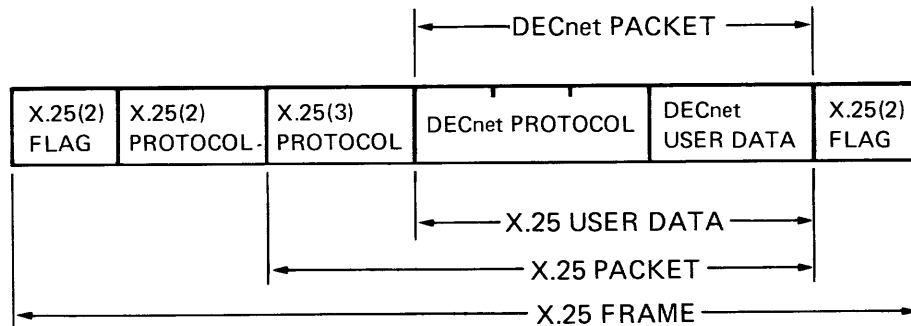 DECnet PACKET
X.25(2) FLAG
X.25(2) PROTOCOL
X.25(3) PROTOCOL
DECnet PROTOCOL
DECnet USER DATA
X.25(2) FLAG
X.25 USER DATA
X.25 PACKET
X.25 FRAME